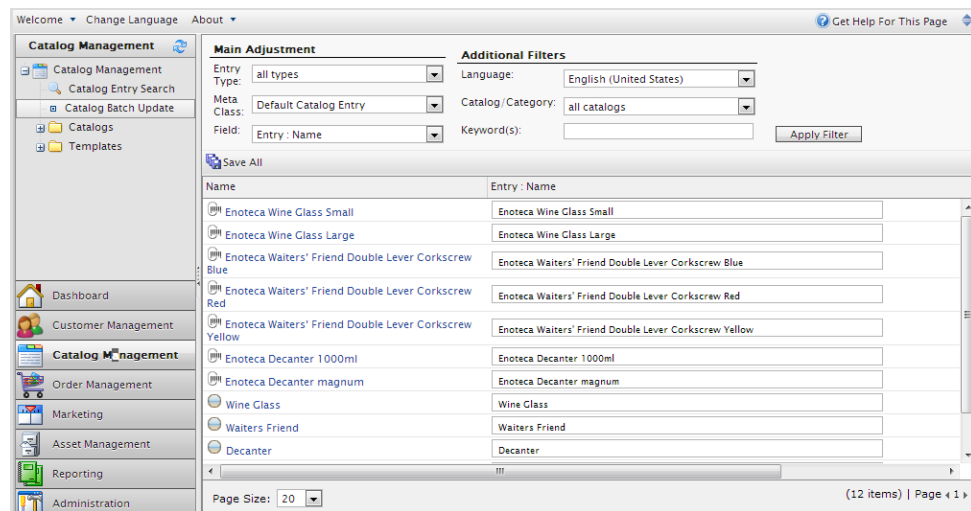 Welcome Change Language About Get Help For This Page
Catalog Management
Catalog Management
Catalog Entry Search
Catalog Batch Update
Catalogs
Templates
Main Adjustment
Additional Filters
Entry Type: all types
Language: English (United States)
Meta Class: Default Catalog Entry
Catalog/Category: all catalogs
Field: Entry : Name
Keyword(s): Apply Filter
Save All
Name Entry : Name
Enoteca Wine Glass Small Enoteca Wine Glass Small
Enoteca Wine Glass Large Enoteca Wine Glass Large
Enoteca Waiters' Friend Double Lever Corkscrew
Blue Enoteca Waiters' Friend Double Lever Corkscrew Blue
Enoteca Waiters' Friend Double Lever Corkscrew
Red Enoteca Waiters' Friend Double Lever Corkscrew Red
Enoteca Waiters' Friend Double Lever Corkscrew
Yellow Enoteca Waiters' Friend Double Lever Corkscrew Yellow
Enoteca Decanter 1000ml Enoteca Decanter 1000ml
Enoteca Decanter magnum Enoteca Decanter magnum
Wine Glass Wine Glass
Waiters Friend Waiters Friend
Decanter Decanter
Dashboard
Customer Management
Catalog Management
Order Management
Marketing
Asset Management
Reporting
Administration
Page Size: 20 (12 items) | Page 1